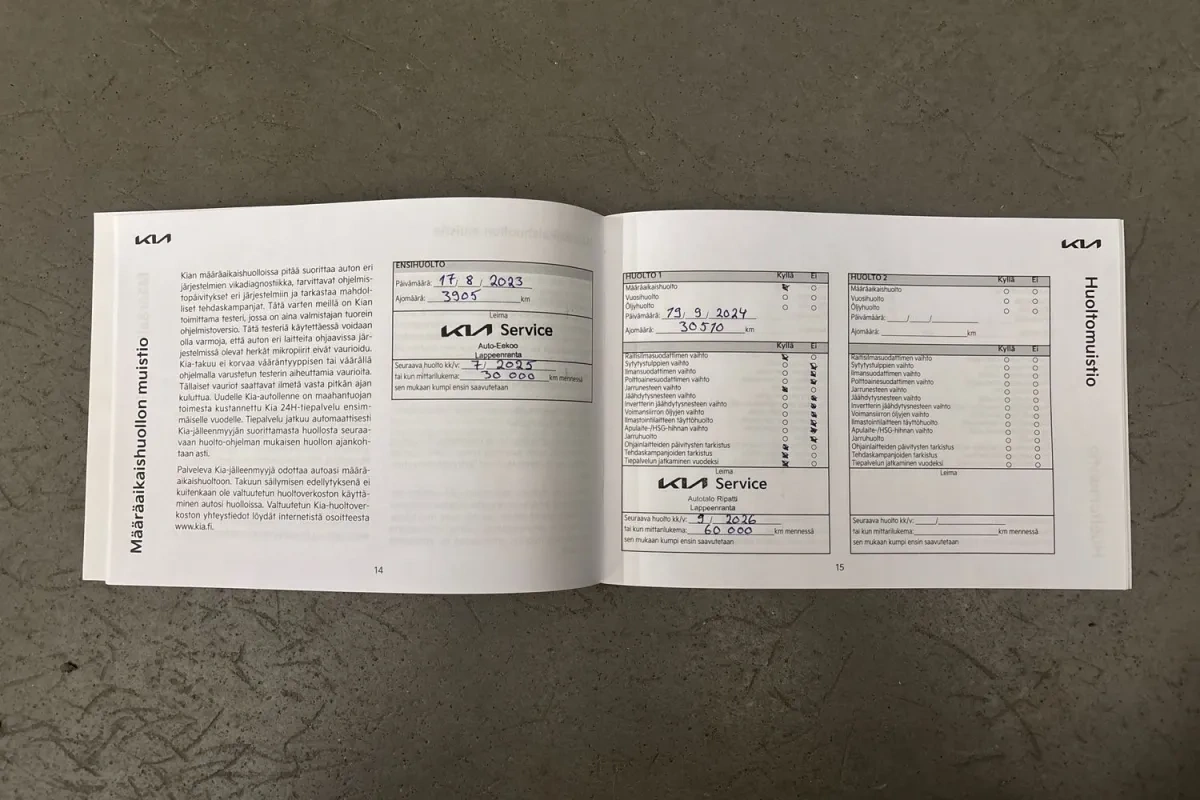 KIA
Määräaikaishuollon muistio
Kian määräaikaishuolloissa pitää suorittaa auton eri
järjestelmien vikadiagnostiikka, tarvittavat ohjelmis-
topäivitykset eri järjestelmiin ja tarkastaa mahdol-
liset tehdaskampanjat. Tätä varten meillä on Kian
toimittama testeri, jossa on aina valmistajan tuorein
ohjelmistoversio. Tätä testeriä käytettäessä voidaan
olla varmoja, että auton eri laitteita ohjaavissa jär-
jestelmissä olevat herkät mikropiirit eivät vaurioidu.
Kia-takuu ei korvaa vääräntyyppisen tai väärällä
ohjelmalla varustetun testerin aiheuttamia vaurioita.
Tällaiset vauriot saattavat ilmetä vasta pitkän ajan
kuluttua. Uudelle Kia-autollenne on maahantuojan
toimesta kustannettu Kia 24H-tiepalvelu ensim-
mäiselle vuodelle. Tiepalvelu jatkuu automaattisesti
Kia-jälleenmyyjän suorittamasta huollosta seuraa-
vaan huolto-ohjelman mukaisen huollon ajankoh-
taan asti.
Palveleva Kia-jälleenmyyjä odottaa autoasi määrä-
aikaishuoltoon. Takuun säilymisen edellytyksenä ei
kuitenkaan ole valtuutetun huoltoverkoston käyttä-
minen autosi huolloissa. Valtuutetun Kia-huoltover-
koston yhteystiedot löydät internetistä osoitteesta
www.kia.fi.
ENSIHUOLTO
Päivämäärä: 17/ 8 / 2023
Ajomäärä: 3905 km
Leima
KIA Service
Auto-Eekoo
Lappeenranta
Seuraava huolto kk/v: 7/ 2025
tai kun mittarilukema: 30 000 km mennessä
sen mukaan kumpi ensin saavutetaan
14
HUOLTO 1 Kyllä Ei
Määräaikaishuolto
Vuosihuolto
Öljyhuolto
Päivämäärä: 19/ 9 / 2024
Ajomäärä: 30510 km
Kyllä Ei
Raitisilmasuodattimen vaihto
Sytytystulppien vaihto
Ilmansuodattimen vaihto
Polttoainesuodattimen vaihto
Jarrunesteen vaihto
Jäähdytysnesteen vaihto
Invertterin jäähdytysnesteen vaihto
Voimansiirron öljyjen vaihto
Ilmastointilaitteen täyttöhuolto
Apulaite-/HSG-hihnan vaihto
Jarruhuolto
Ohjainlaitteiden päivitysten tarkistus
Tehdaskampanjoiden tarkistus
Tiepalvelun jatkaminen vuodeksi
Leima
KIA Service
Autotalo Ripatti
Lappeenranta
Seuraava huolto kk/v: 9/ 2026
tai kun mittarilukema: 60 000 km mennessä
sen mukaan kumpi ensin saavutetaan
15
KIA
Huoltomuistio
HUOLTO 2 Kyllä Ei
Määräaikaishuolto
Vuosihuolto
Öljyhuolto
Päivämäärä: / /
Ajomäärä: km
Kyllä Ei
Raitisilmasuodattimen vaihto
Sytytystulppien vaihto
Ilmansuodattimen vaihto
Polttoainesuodattimen vaihto
Jarrunesteen vaihto
Jäähdytysnesteen vaihto
Invertterin jäähdytysnesteen vaihto
Voimansiirron öljyjen vaihto
Ilmastointilaitteen täyttöhuolto
Apulaite-/HSG-hihnan vaihto
Jarruhuolto
Ohjainlaitteiden päivitysten tarkistus
Tehdaskampanjoiden tarkistus
Tiepalvelun jatkaminen vuodeksi
Leima
Seuraava huolto kk/v: /
tai kun mittarilukema: km mennessä
sen mukaan kumpi ensin saavutetaan